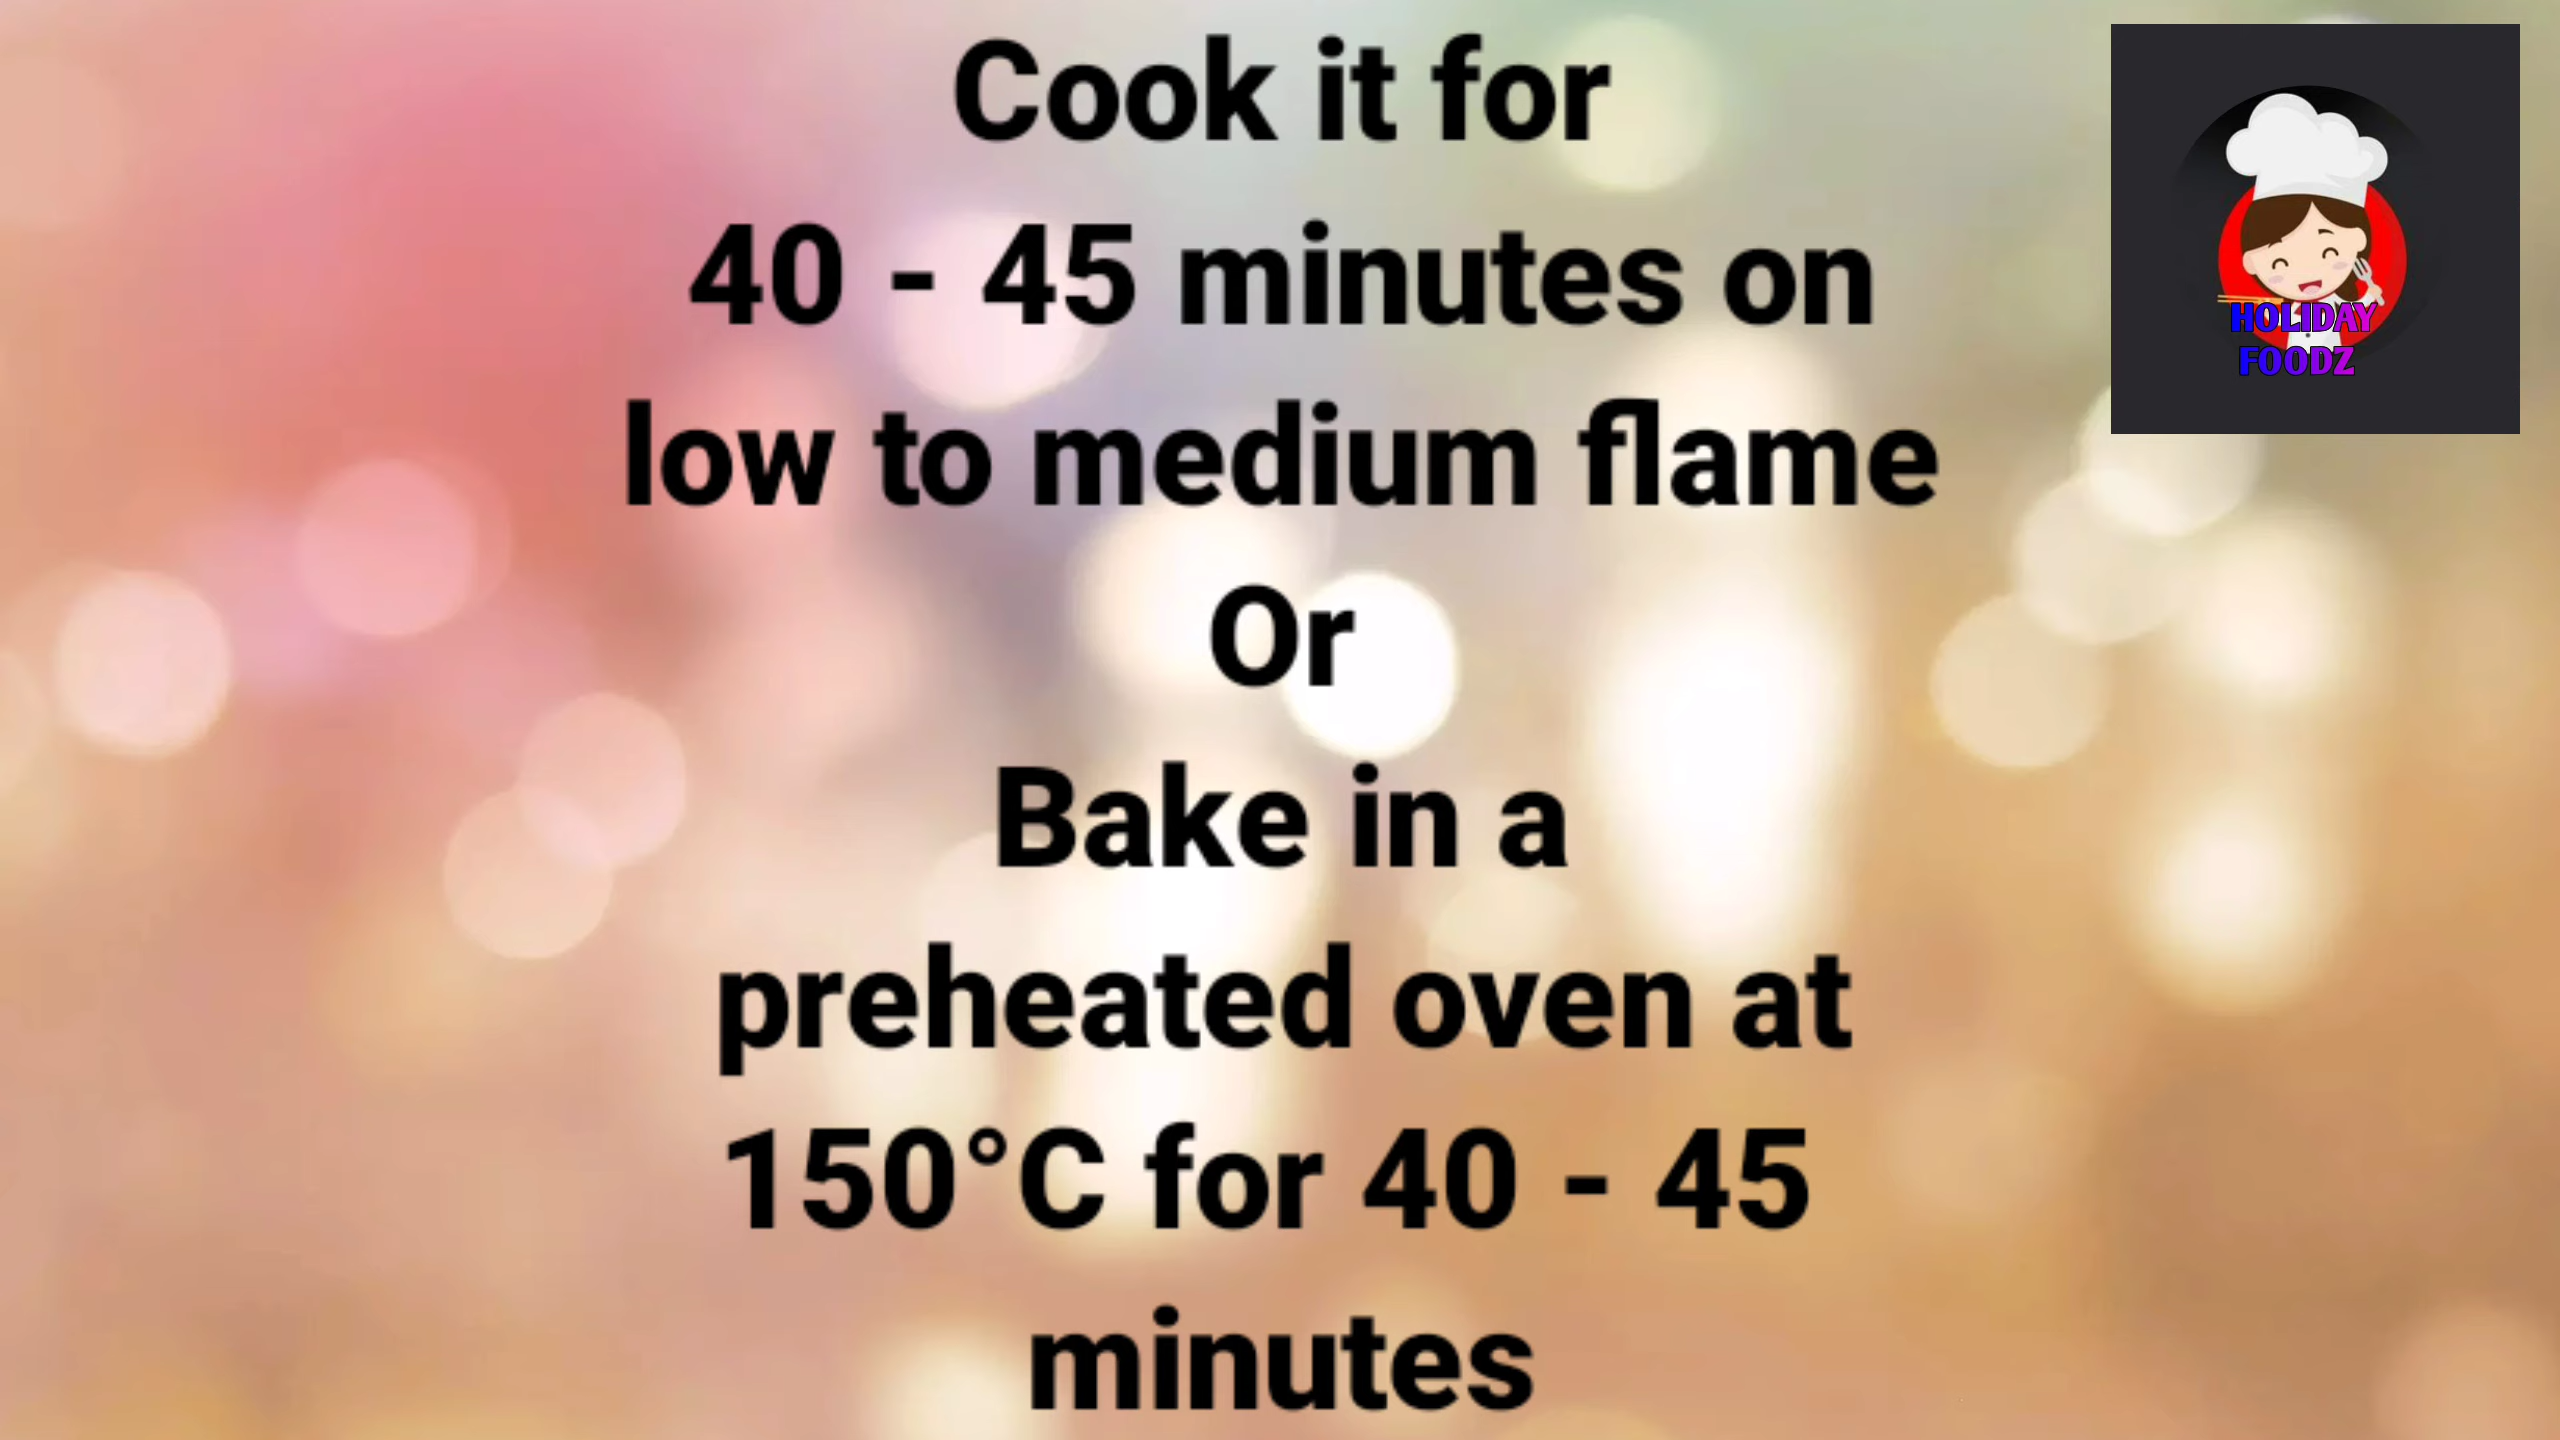 Cook it for
40 - 45 minutes on
low to medium flame
Or
Bake in a
preheated oven at
150°C for 40 - 45
minutes
HOLIDAY
FOODZ